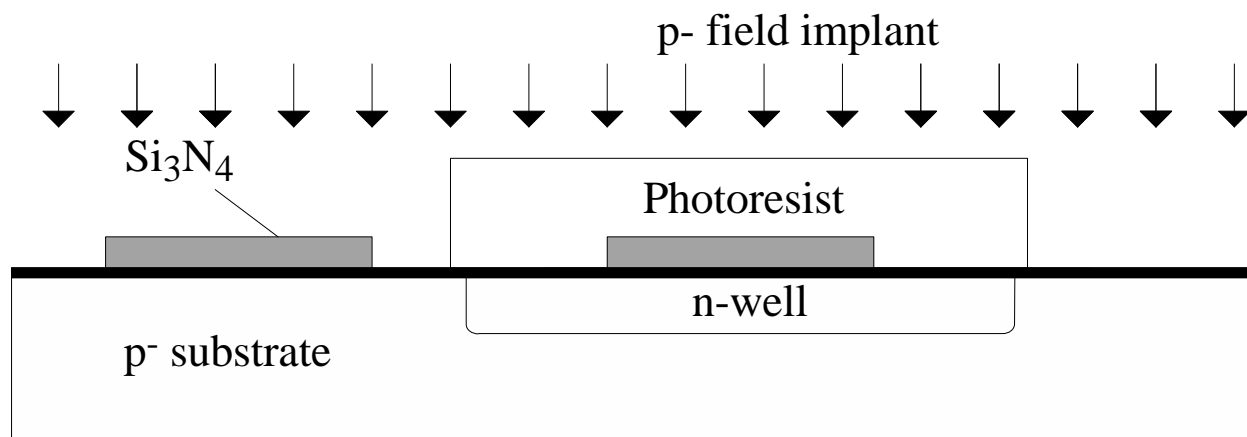 p- field implant
Si₃N₄
Photoresist
n-well
p⁻ substrate